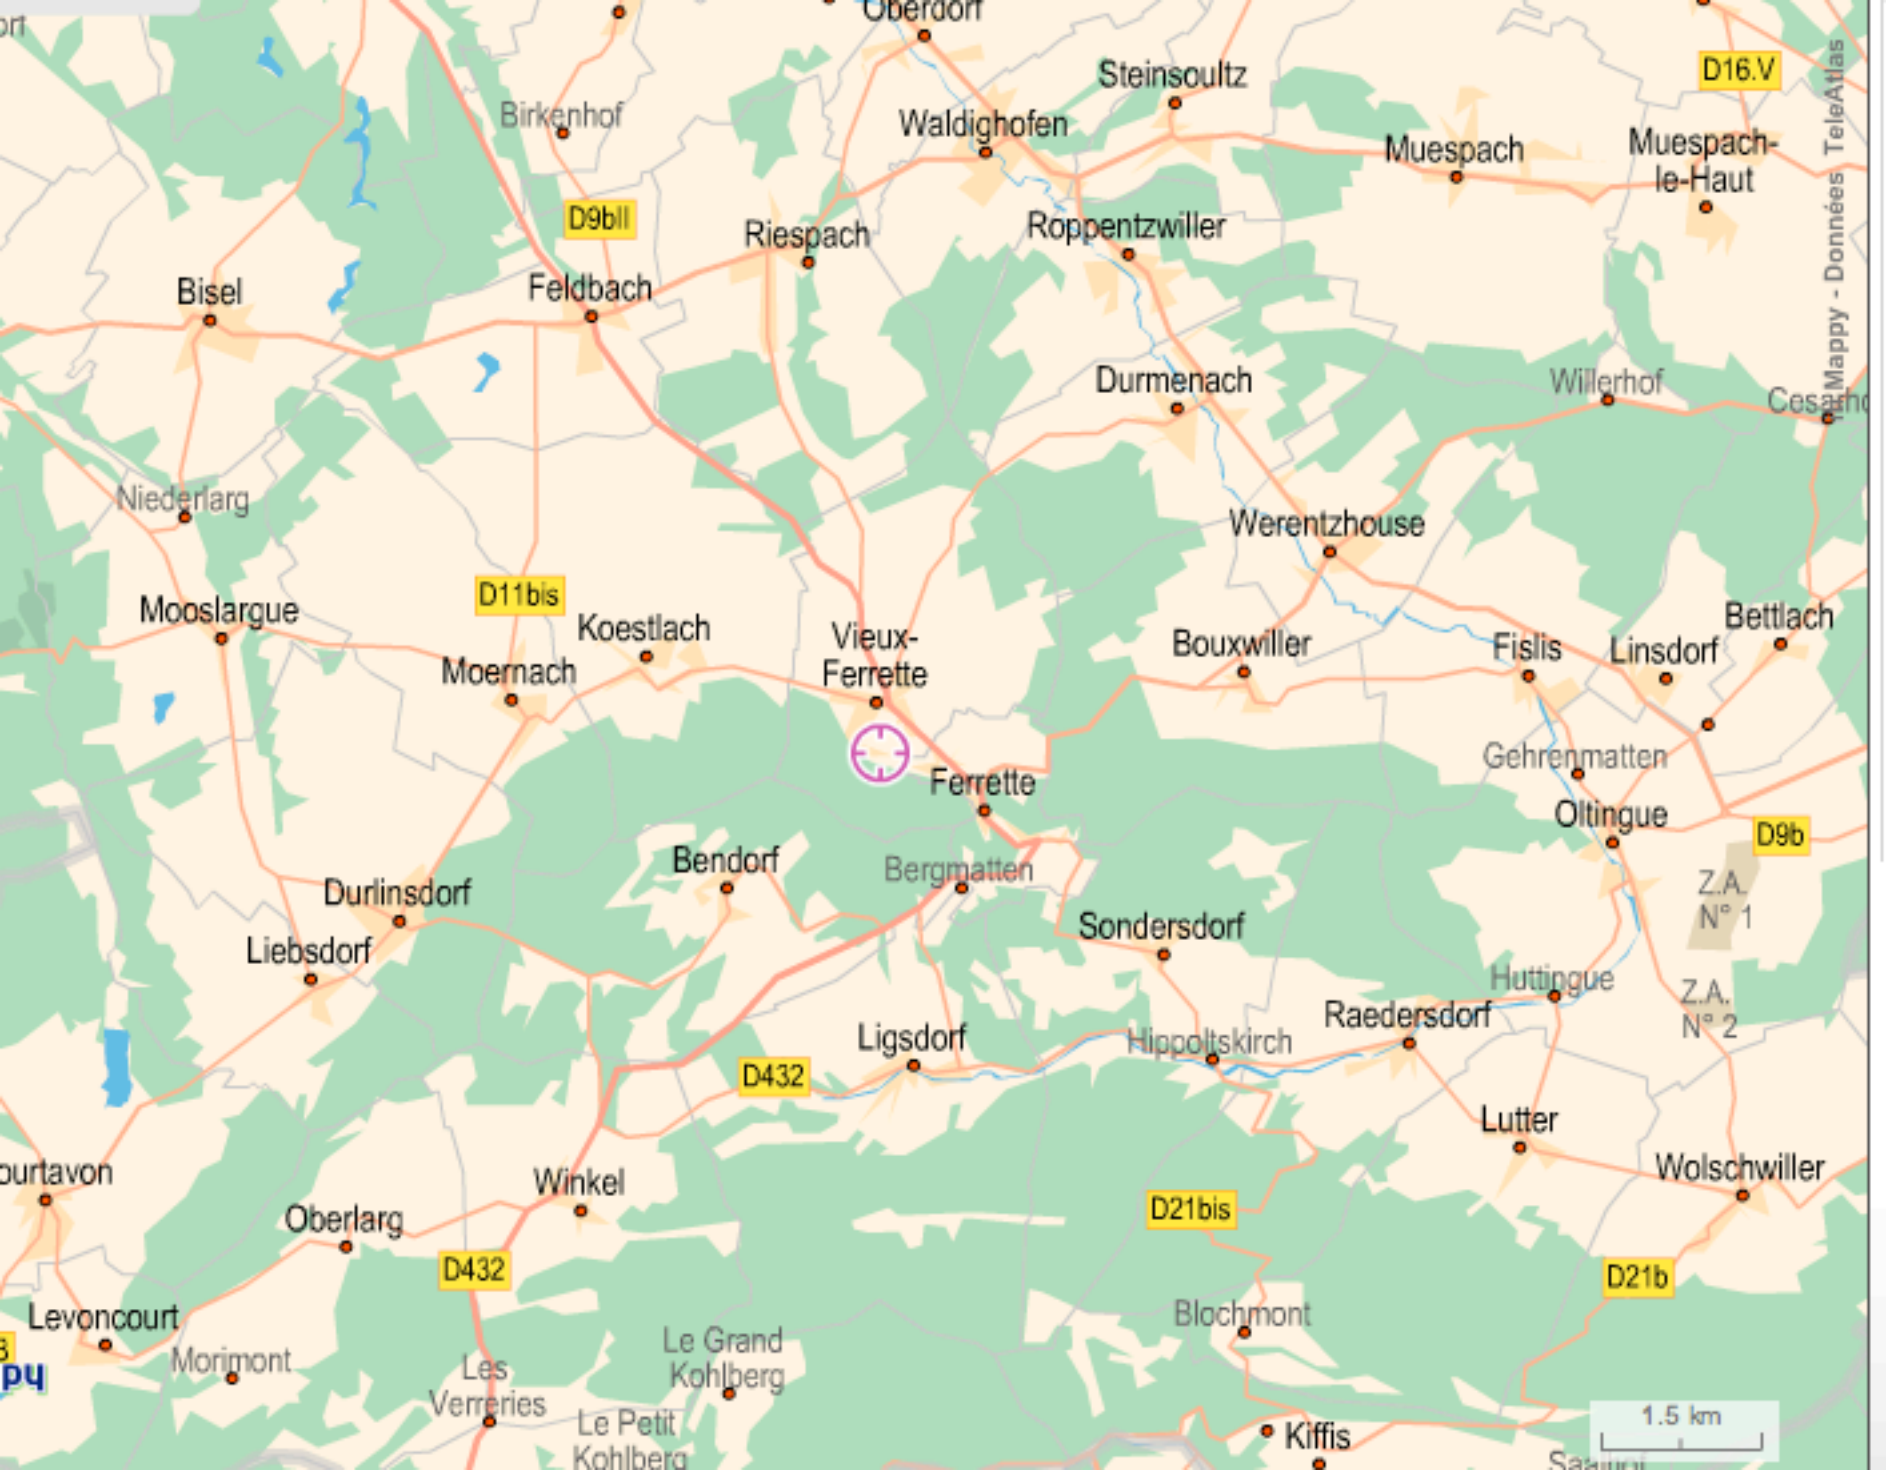 Oberdorf
Steinsoultz
D16.V
Birkenhof
Waldighofen
Muespach
Muespach-
le-Haut
D9bII
Riespach
Roppentzwiller
Bisel
Feldbach
© Mappy - Données TeleAtlas
Durmenach
Willerhof
Niederlarg
Werentzhouse
D11bis
Mooslargue
Koestlach
Vieux-
Ferrette
Bouxwiller
Fislis
Linsdorf
Bettlach
Moernach
Gehrenmatten
Ferrette
Oltingue
D9b
Bendorf
Bergmatten
Z.A.
N° 1
Durlinsdorf
Sondersdorf
Liebsdorf
Huttingue
Z.A.
N° 2
Raedersdorf
Ligsdorf
Hippoltskirch
D432
Lutter
ourtavon
Winkel
Wolschwiller
Oberlarg
D21bis
D432
D21b
Levoncourt
Blochmont
Morimont
Le Grand
Kohlberg
Les
Verreries
Le Petit
Kohlberg
1.5 km
Kiffis